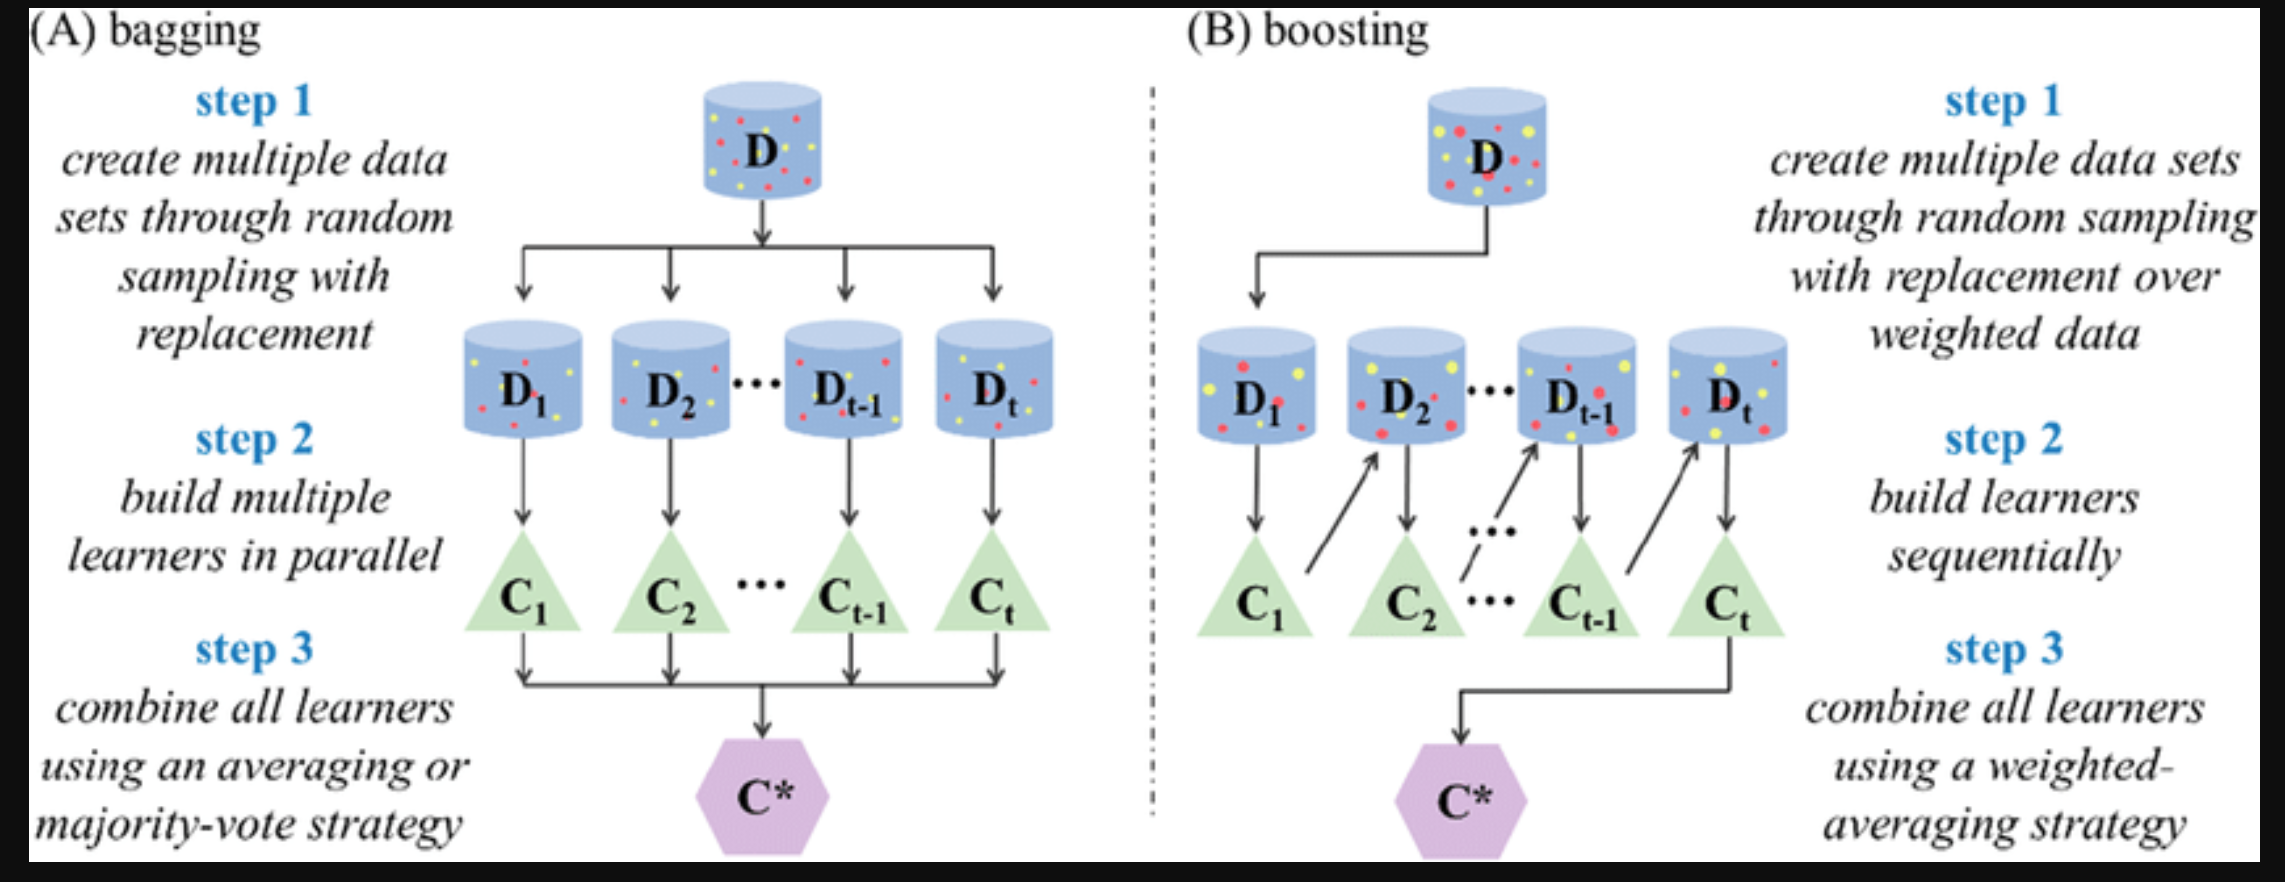 (A) bagging
step 1
create multiple data
sets through random
sampling with
replacement
step 2
build multiple
learners in parallel
step 3
combine all learners
using an averaging or
majority-vote strategy
D
D1 D2 ... Dt-1 Dt
C1 C2 ... Ct-1 Ct
C*
(B) boosting
D
D1 D2 ... Dt-1 Dt
...
C1 C2 ... Ct-1 Ct
C*
step 1
create multiple data sets
through random sampling
with replacement over
weighted data
step 2
build learners
sequentially
step 3
combine all learners
using a weighted-
averaging strategy